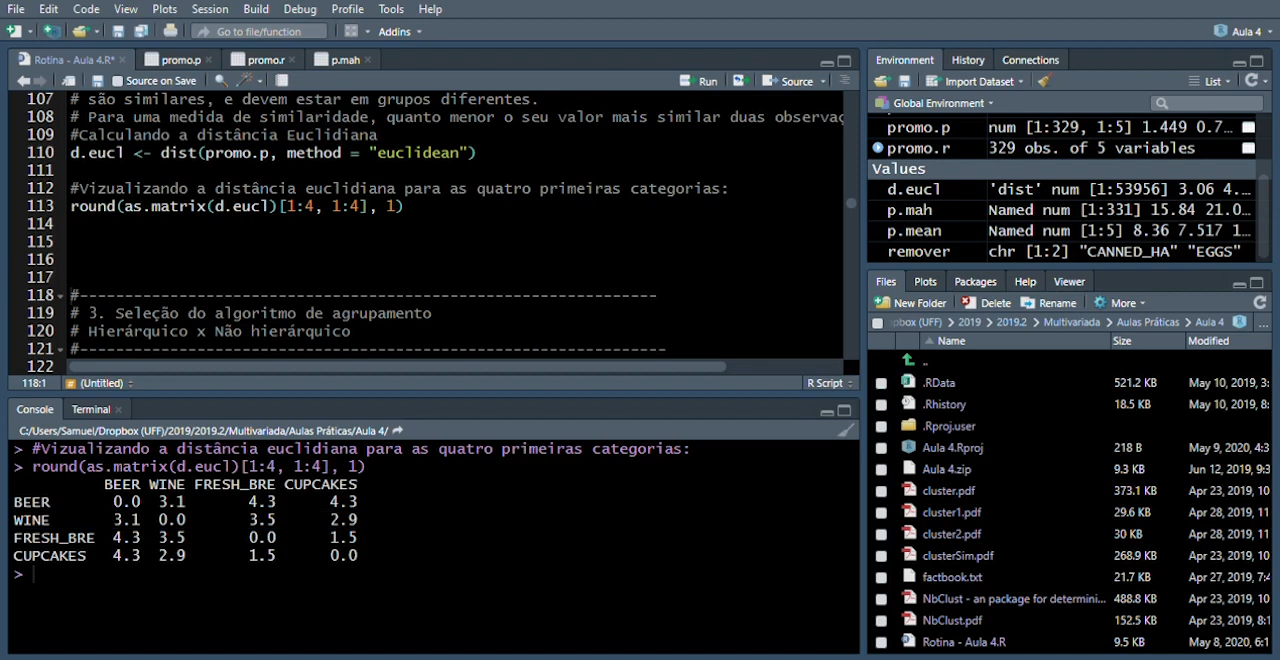 File Edit Code View Plots Session Build Debug Profile Tools Help
Go to file/function Addins Aula 4
Rotina - Aula 4.R* promo.p promo.r p.mah
Source on Save Run Source
107 # são similares, e devem estar em grupos diferentes.
108 # Para uma medida de similaridade, quanto menor o seu valor mais similar duas observaç
109 #Calculando a distância Euclidiana
110 d.eucl <- dist(promo.p, method = "euclidean")
111
112 #Vizualizando a distância euclidiana para as quatro primeiras categorias:
113 round(as.matrix(d.eucl)[1:4, 1:4], 1)
114
115
116
117
118 #----------------------------------------------------------------
119 # 3. Seleção do algoritmo de agrupamento
120 # Hierárquico x Não hierárquico
121 #-----------------------------------------------------------------
122
118:1 # (Untitled) R Script
Console Terminal
C:/Users/Samuel/Dropbox (UFF)/2019/2019.2/Multivariada/Aulas Práticas/Aula 4/
> #Vizualizando a distância euclidiana para as quatro primeiras categorias:
> round(as.matrix(d.eucl)[1:4, 1:4], 1)
BEER WINE FRESH_BRE CUPCAKES
BEER 0.0 3.1 4.3 4.3
WINE 3.1 0.0 3.5 2.9
FRESH_BRE 4.3 3.5 0.0 1.5
CUPCAKES 4.3 2.9 1.5 0.0
>
Environment History Connections
Import Dataset List
Global Environment
promo.p num [1:329, 1:5] 1.449 0.7...
promo.r 329 obs. of 5 variables
Values
d.eucl 'dist' num [1:53956] 3.06 4....
p.mah Named num [1:331] 15.84 21.0...
p.mean Named num [1:5] 8.36 7.517 1...
remover chr [1:2] "CANNED_HA" "EGGS"
Files Plots Packages Help Viewer
New Folder Delete Rename More
pbox (UFF) > 2019 > 2019.2 > Multivariada > Aulas Práticas > Aula 4 ...
Name Size Modified
..
.RData 521.2 KB May 10, 2019, 3:
.Rhistory 18.5 KB May 10, 2019, 8:
.Rproj.user
Aula 4.Rproj 218 B May 9, 2020, 4:3
Aula 4.zip 9.3 KB Jun 12, 2019, 9:3
cluster.pdf 373.1 KB Apr 23, 2019, 10
cluster1.pdf 29.6 KB Apr 28, 2019, 11
cluster2.pdf 30 KB Apr 28, 2019, 11
clusterSim.pdf 268.9 KB Apr 23, 2019, 10
factbook.txt 21.7 KB Apr 27, 2019, 7:4
NbClust - an package for determini... 488.8 KB Apr 23, 2019, 10
NbClust.pdf 152.5 KB Apr 23, 2019, 8:1
Rotina - Aula 4.R 9.5 KB May 8, 2020, 6:1